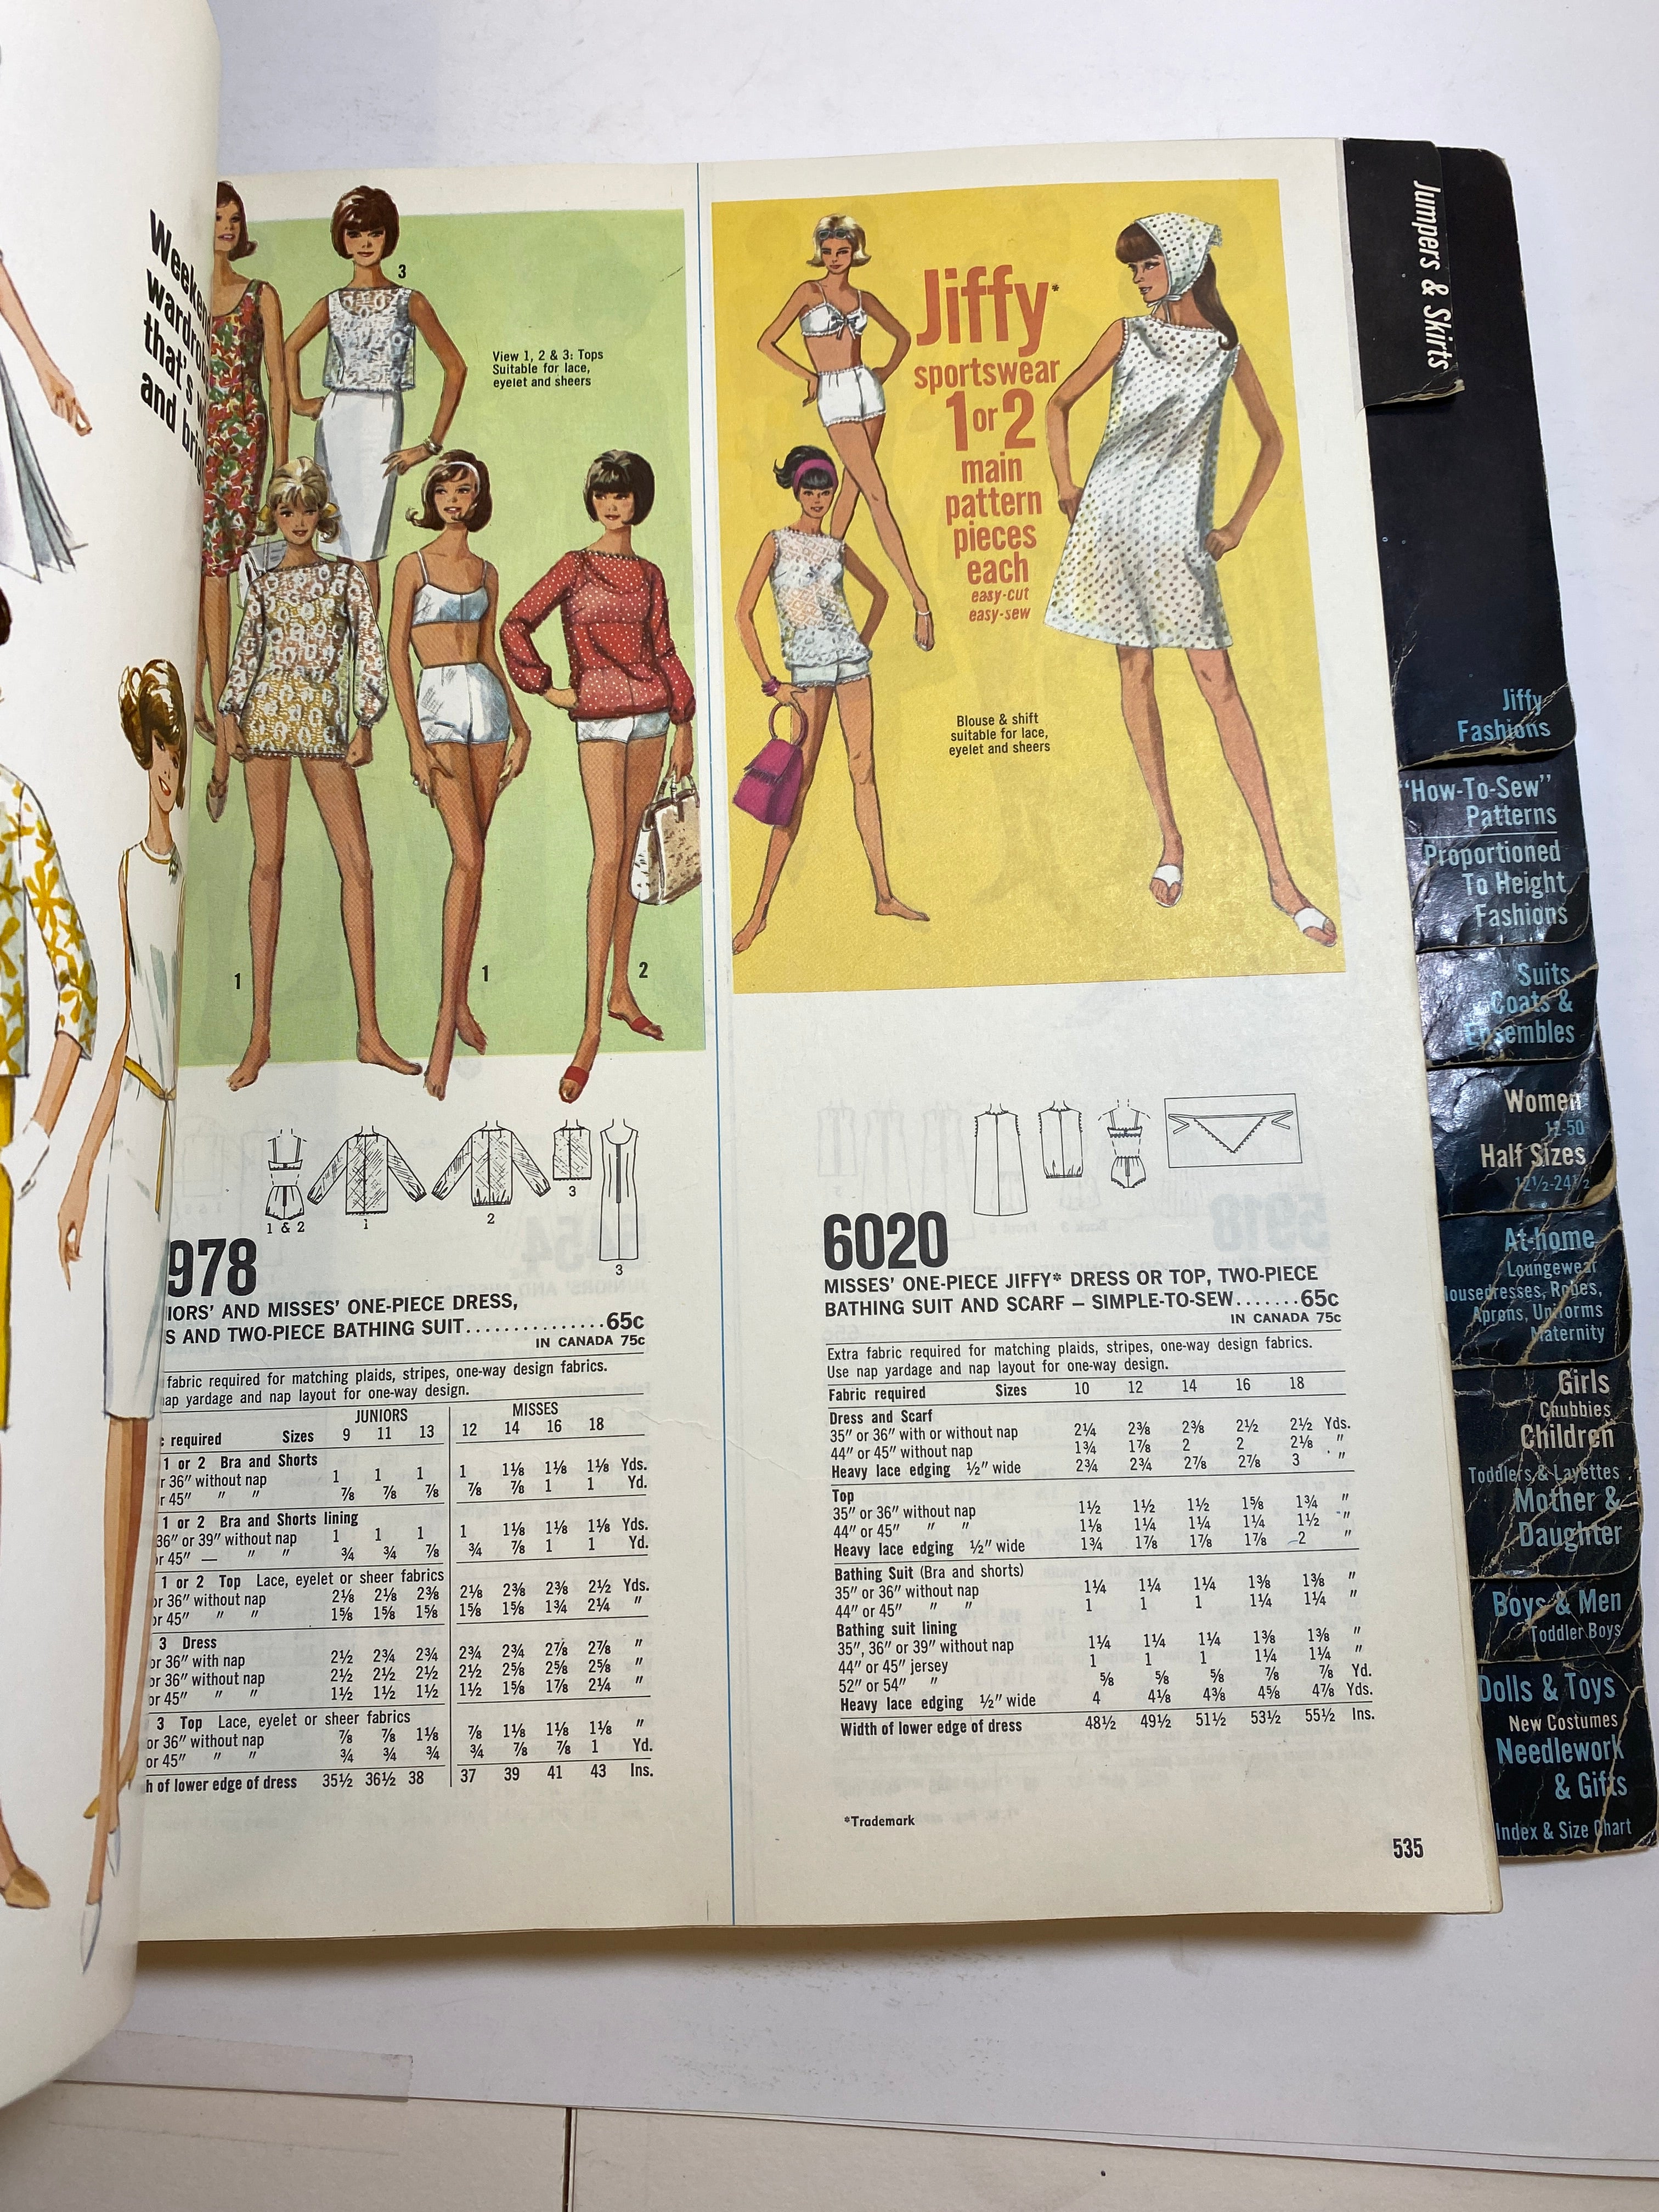 Weekend
wardrobe
that's
and
3
View 1, 2 & 3: Tops
Suitable for lace,
eyelet and sheers
1
1
2
1 & 2
1
2
3
3
978
IORS' AND MISSES' ONE-PIECE DRESS,
S AND TWO-PIECE BATHING SUIT...............65c
IN CANADA 75c
fabric required for matching plaids, stripes, one-way design fabrics.
ap yardage and nap layout for one-way design.
JUNIORS MISSES
required Sizes 9 11 13 12 14 16 18
1 or 2 Bra and Shorts
r 36" without nap 1 1 1 1 1⅛ 1⅛ 1⅛ Yds.
r 45" " " ⅞ ⅞ ⅞ ⅞ ⅞ 1 1 Yd.
1 or 2 Bra and Shorts lining
36" or 39" without nap 1 1 1 1 1⅛ 1⅛ 1⅛ Yds.
or 45" — " " ¾ ¾ ⅞ ¾ ⅞ 1 1 Yd.
1 or 2 Top Lace, eyelet or sheer fabrics
or 36" without nap 2⅛ 2⅛ 2⅜ 2⅛ 2⅜ 2⅜ 2½ Yds.
or 45" " " 1⅝ 1⅝ 1⅝ 1⅝ 1⅝ 1¾ 2¼ "
3 Dress
or 36" with nap 2½ 2¾ 2¾ 2¾ 2¾ 2⅞ 2⅞ "
or 36" without nap 2½ 2½ 2½ 2½ 2⅝ 2⅝ 2⅝ "
or 45" " " 1½ 1½ 1½ 1½ 1⅝ 1⅞ 2¼ "
3 Top Lace, eyelet or sheer fabrics
or 36" without nap ⅞ ⅞ 1⅛ ⅞ 1⅛ 1⅛ 1⅛ "
or 45" " " ¾ ¾ ¾ ¾ ⅞ ⅞ 1 Yd.
h of lower edge of dress 35½ 36½ 38 37 39 41 43 Ins.
Jiffy*
sportswear
1 or 2
main
pattern
pieces
each
easy-cut
easy-sew
Blouse & shift
suitable for lace,
eyelet and sheers
6020
MISSES' ONE-PIECE JIFFY* DRESS OR TOP, TWO-PIECE
BATHING SUIT AND SCARF – SIMPLE-TO-SEW.......65c
IN CANADA 75c
Extra fabric required for matching plaids, stripes, one-way design fabrics.
Use nap yardage and nap layout for one-way design.
Fabric required Sizes 10 12 14 16 18
Dress and Scarf
35" or 36" with or without nap 2¼ 2⅜ 2⅜ 2½ 2½ Yds.
44" or 45" without nap 1¾ 1⅞ 2 2 2⅛ "
Heavy lace edging ½" wide 2¾ 2¾ 2⅞ 2⅞ 3 "
Top
35" or 36" without nap 1½ 1½ 1½ 1⅝ 1¾ "
44" or 45" " " 1⅛ 1¼ 1¼ 1¼ 1½ "
Heavy lace edging ½" wide 1¾ 1⅞ 1⅞ 1⅞ 2 "
Bathing Suit (Bra and shorts)
35" or 36" without nap 1¼ 1¼ 1¼ 1⅜ 1⅜ "
44" or 45" " " 1 1 1 1¼ 1¼ "
Bathing suit lining
35", 36" or 39" without nap 1¼ 1¼ 1¼ 1⅜ 1⅜ "
44" or 45" jersey 1 1 1 1¼ 1¼ "
52" or 54" " ⅝ ⅝ ⅝ ⅞ ⅞ Yd.
Heavy lace edging ½" wide 4 4⅛ 4⅜ 4⅝ 4⅞ Yds.
Width of lower edge of dress 48½ 49½ 51½ 53½ 55½ Ins.
*Trademark
535
Jumpers & Skirts
Jiffy
Fashions
"How-To-Sew"
Patterns
Proportioned
To Height
Fashions
Suits
Coats &
Ensembles
Women
12-50
Half Sizes
12½-24½
At-home
Loungewear
Housedresses, Robes,
Aprons, Uniforms
Maternity
Girls
Chubbies
Children
Toddlers & Layettes
Mother &
Daughter
Boys & Men
Toddler Boys
Dolls & Toys
New Costumes
Needlework
& Gifts
Index & Size Chart